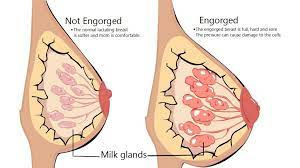 Not Engorged
•The normal lactating breast
is softer and mom is comfortable.
Engorged
•The engorged breast is full, hard and sore
The pressure can cause damage to the cells
Milk glands